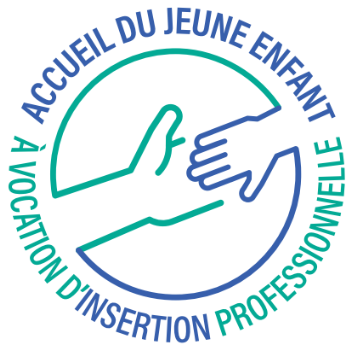 ACCUEIL DU JEUNE ENFANT
À VOCATION D'INSERTION PROFESSIONNELLE